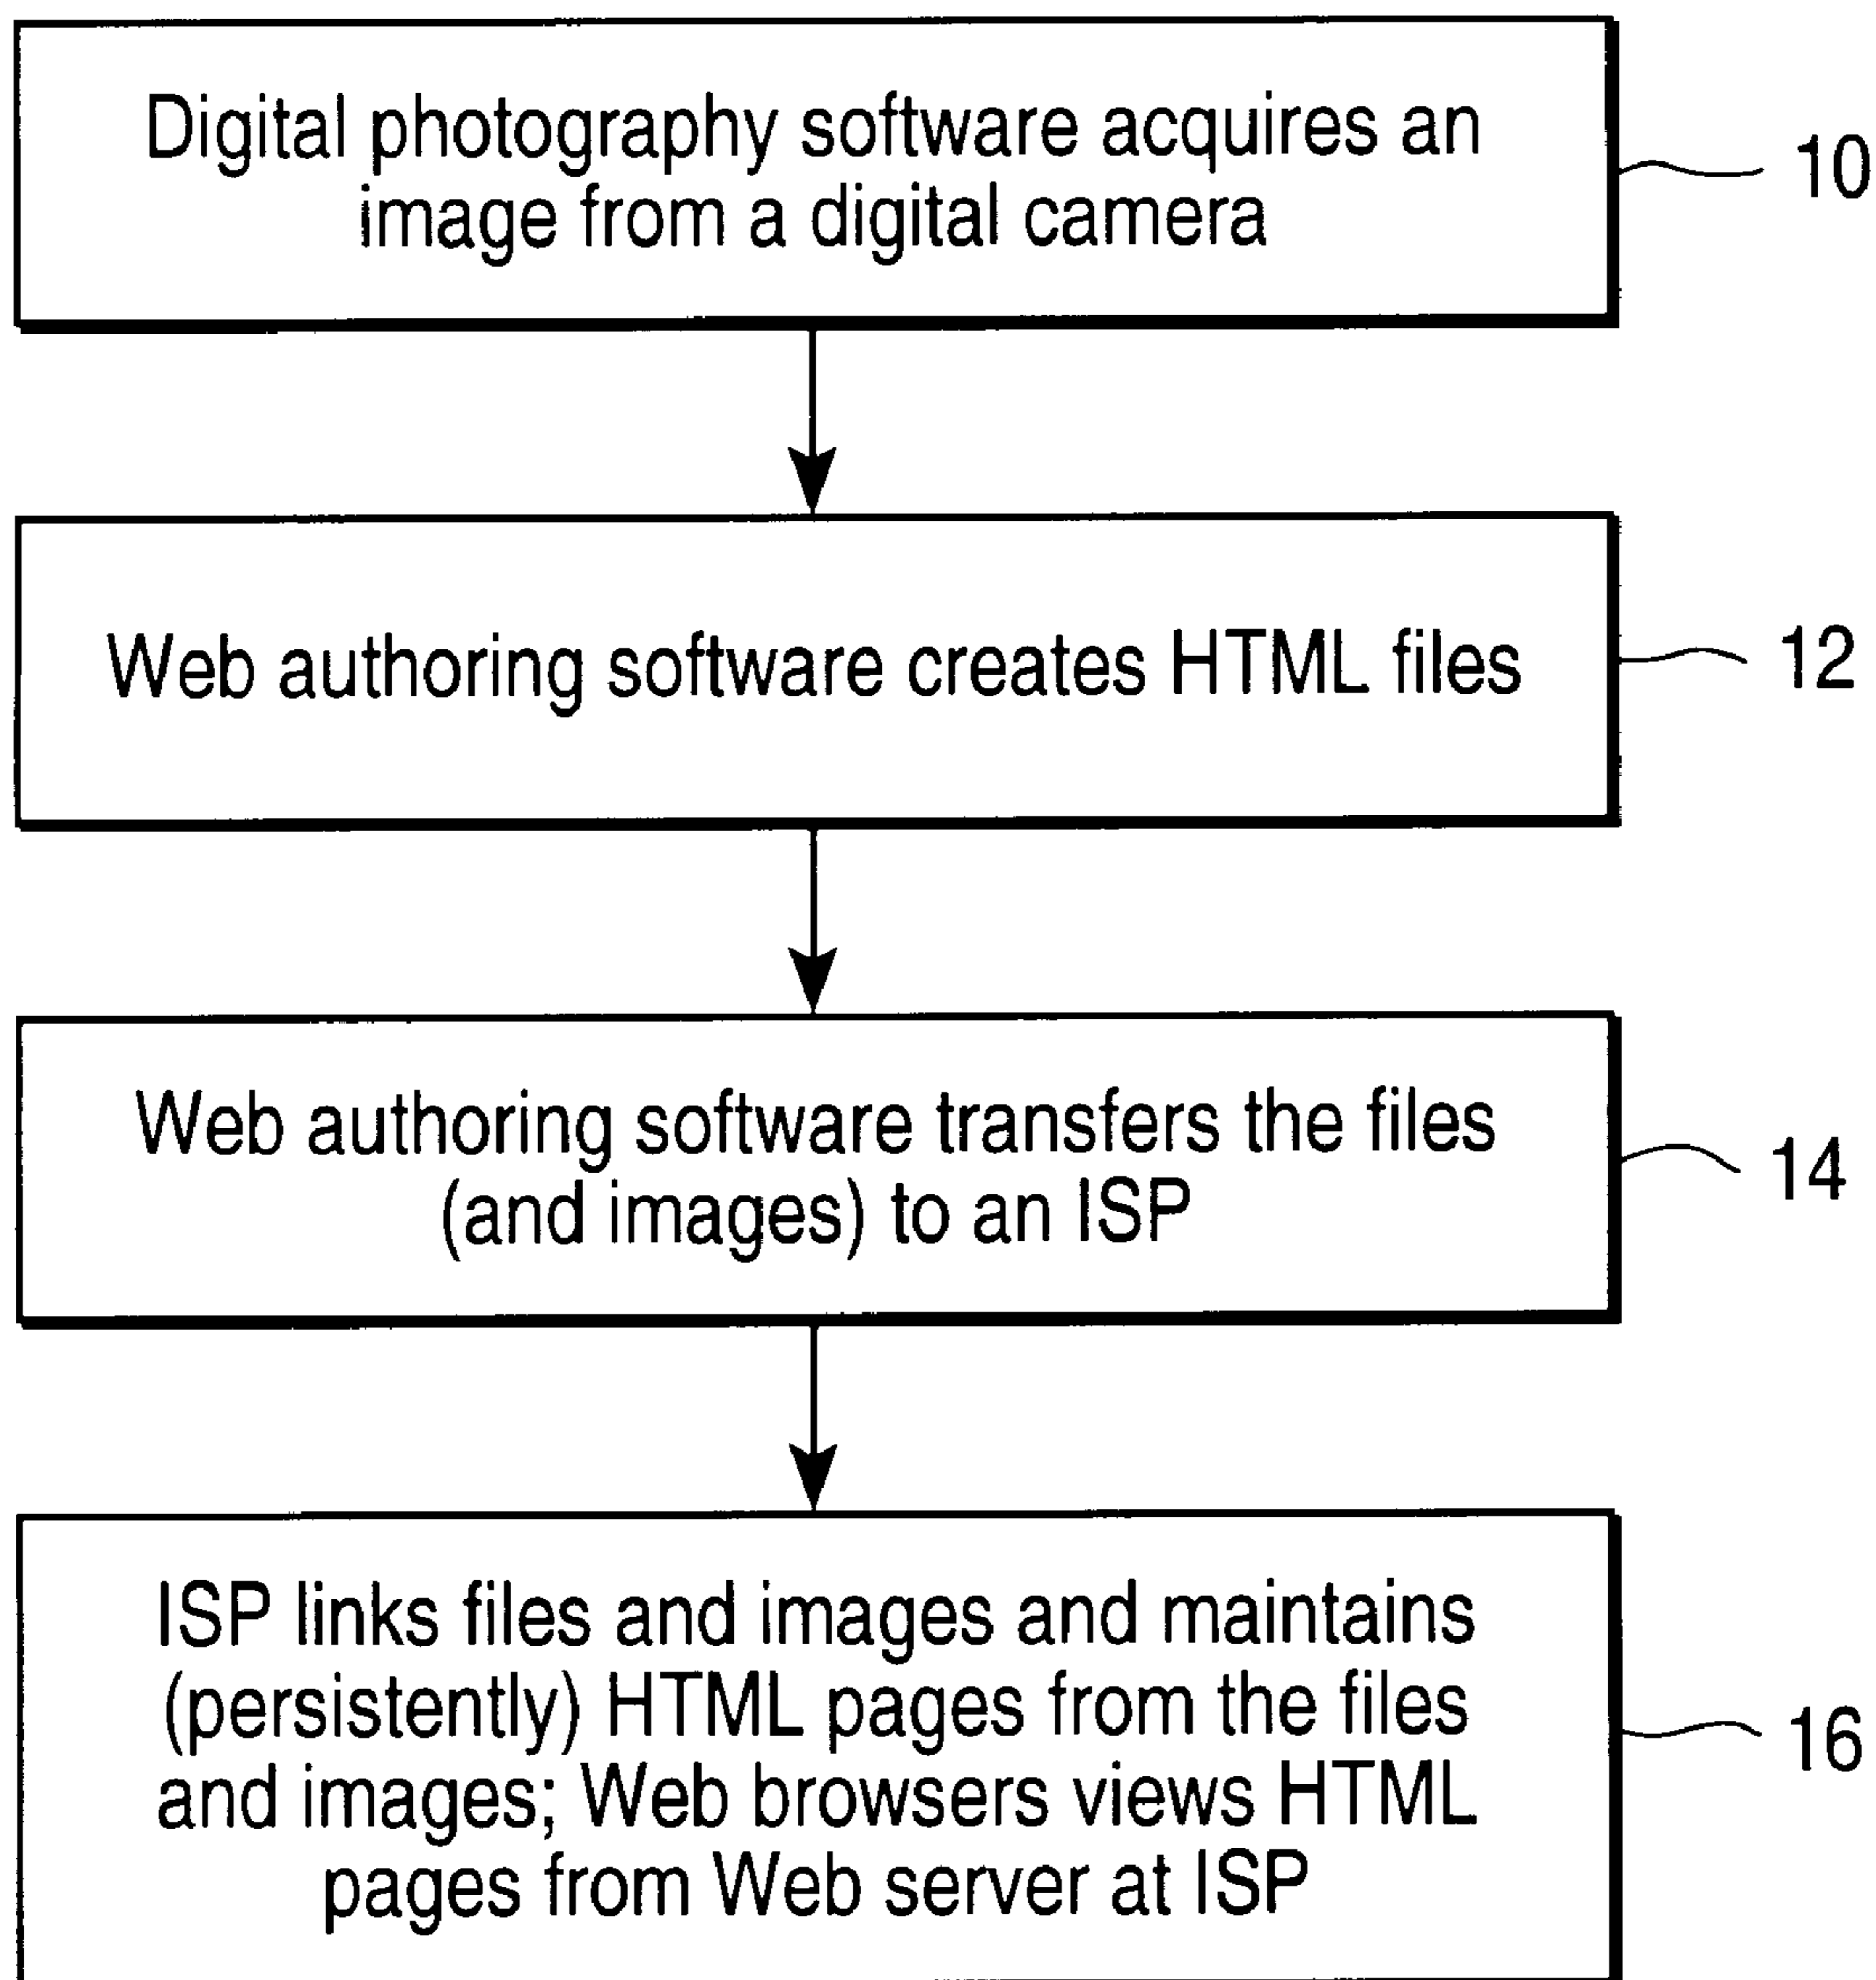 Digital photography software acquires an
image from a digital camera
10
Web authoring software creates HTML files
12
Web authoring software transfers the files
(and images) to an ISP
14
ISP links files and images and maintains
(persistently) HTML pages from the files
and images; Web browsers views HTML
pages from Web server at ISP
16